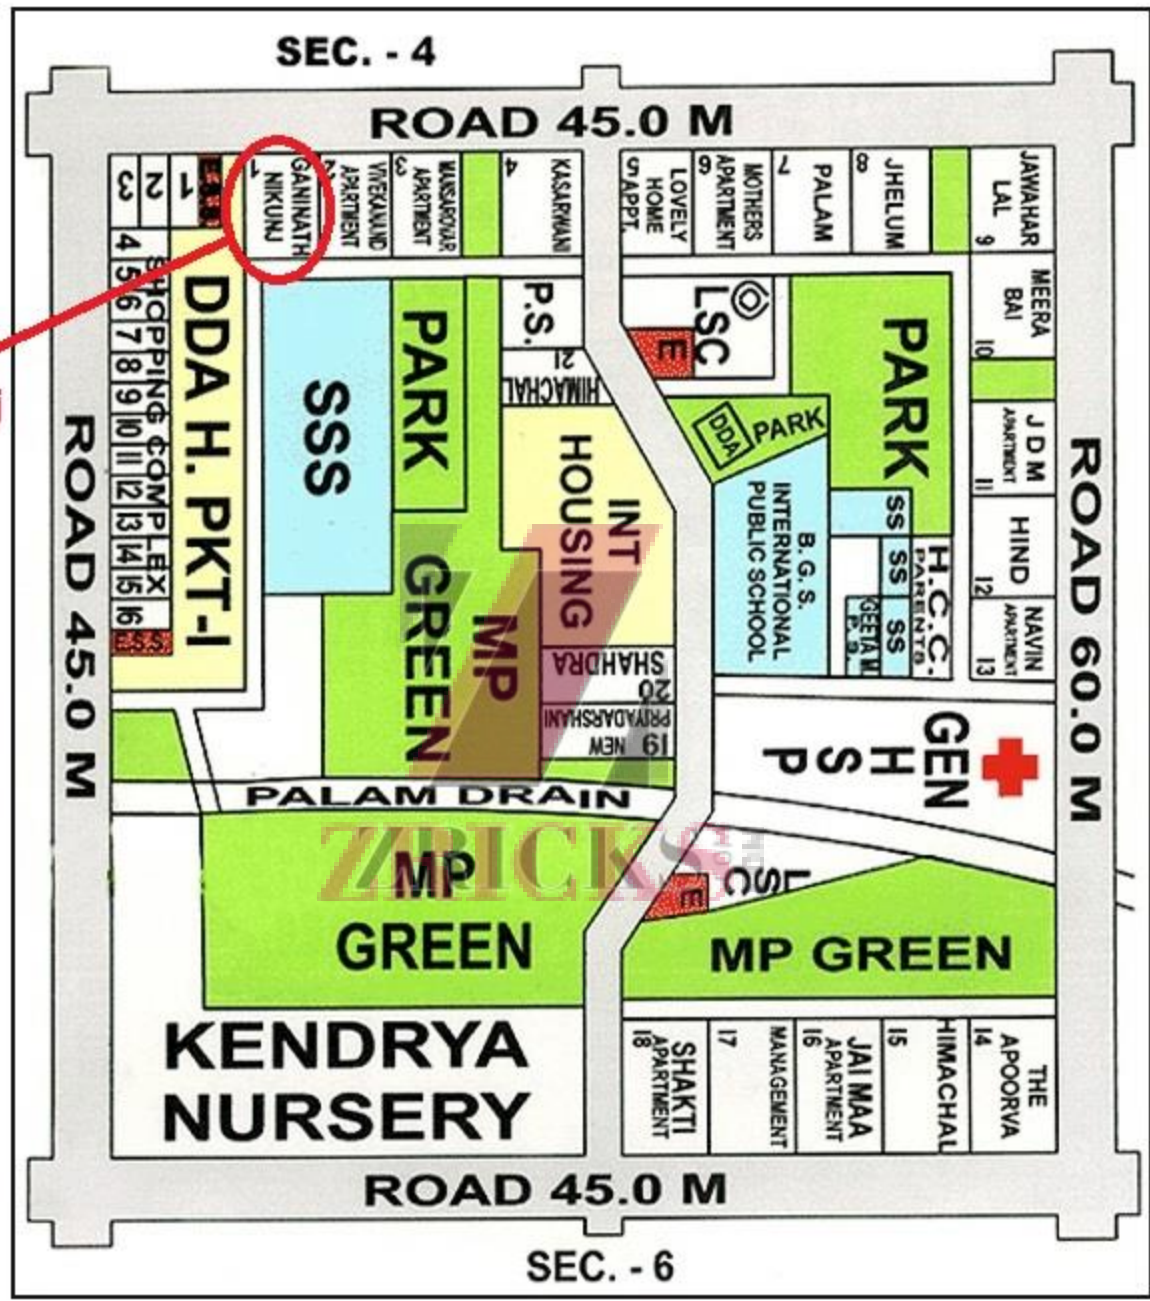 SEC. - 4
ROAD 45.0 M
3
2
1
E.S.S
1
GANINATH
NIKUNJ
2
VIVEKANAND
APARTMENT
3
MANSAROVAR
APARTMENT
4
KASARWANI
5
LOVELY
HOME
APPT.
6
MOTHERS
APARTMENT
7
PALAM
8
JHELUM
JAWAHAR
LAL
9
MEERA
BAI
10
J D M
APARTMENT
11
HIND
12
NAVIN
APARTMENT
13
4
5
6
7
8
9
10
11
12
13
14
15
16
E.S.S
SHOPPING COMPLEX
DDA H. PKT-I
SSS
PARK
MP
GREEN
P.S.
21
HIMACHAL
INT
HOUSING
SHAHDRA
20
PRIYADARSHANI
NEW
19
LSC
E
PARK
DDA
PARK
B. G. S.
INTERNATIONAL
PUBLIC SCHOOL
SS
SS
SS
GEETA M.
P. S.
H.C.C.
PARENTS
GEN
H
S
P
ROAD 45.0 M
ROAD 60.0 M
PALAM DRAIN
ZRICKS
MP
GREEN
LSC
E
MP GREEN
KENDRYA
NURSERY
18
SHAKTI
APARTMENT
17
MANAGEMENT
16
JAI MAA
APARTMENT
15
HIMACHAL
14
THE
APOORVA
ROAD 45.0 M
SEC. - 6